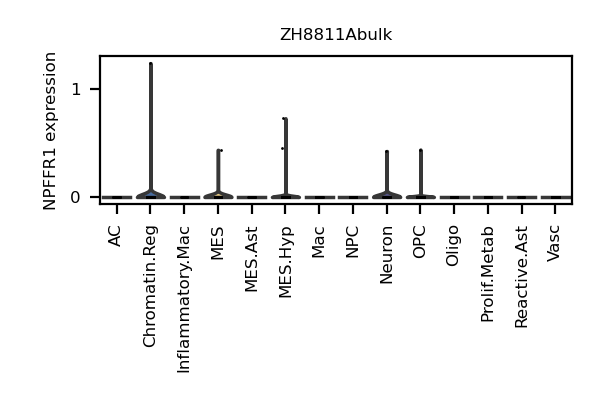 ZH8811Abulk
NPFFR1 expression
1
0
AC
Chromatin.Reg
Inflammatory.Mac
MES
MES.Ast
MES.Hyp
Mac
NPC
Neuron
OPC
Oligo
Prolif.Metab
Reactive.Ast
Vasc